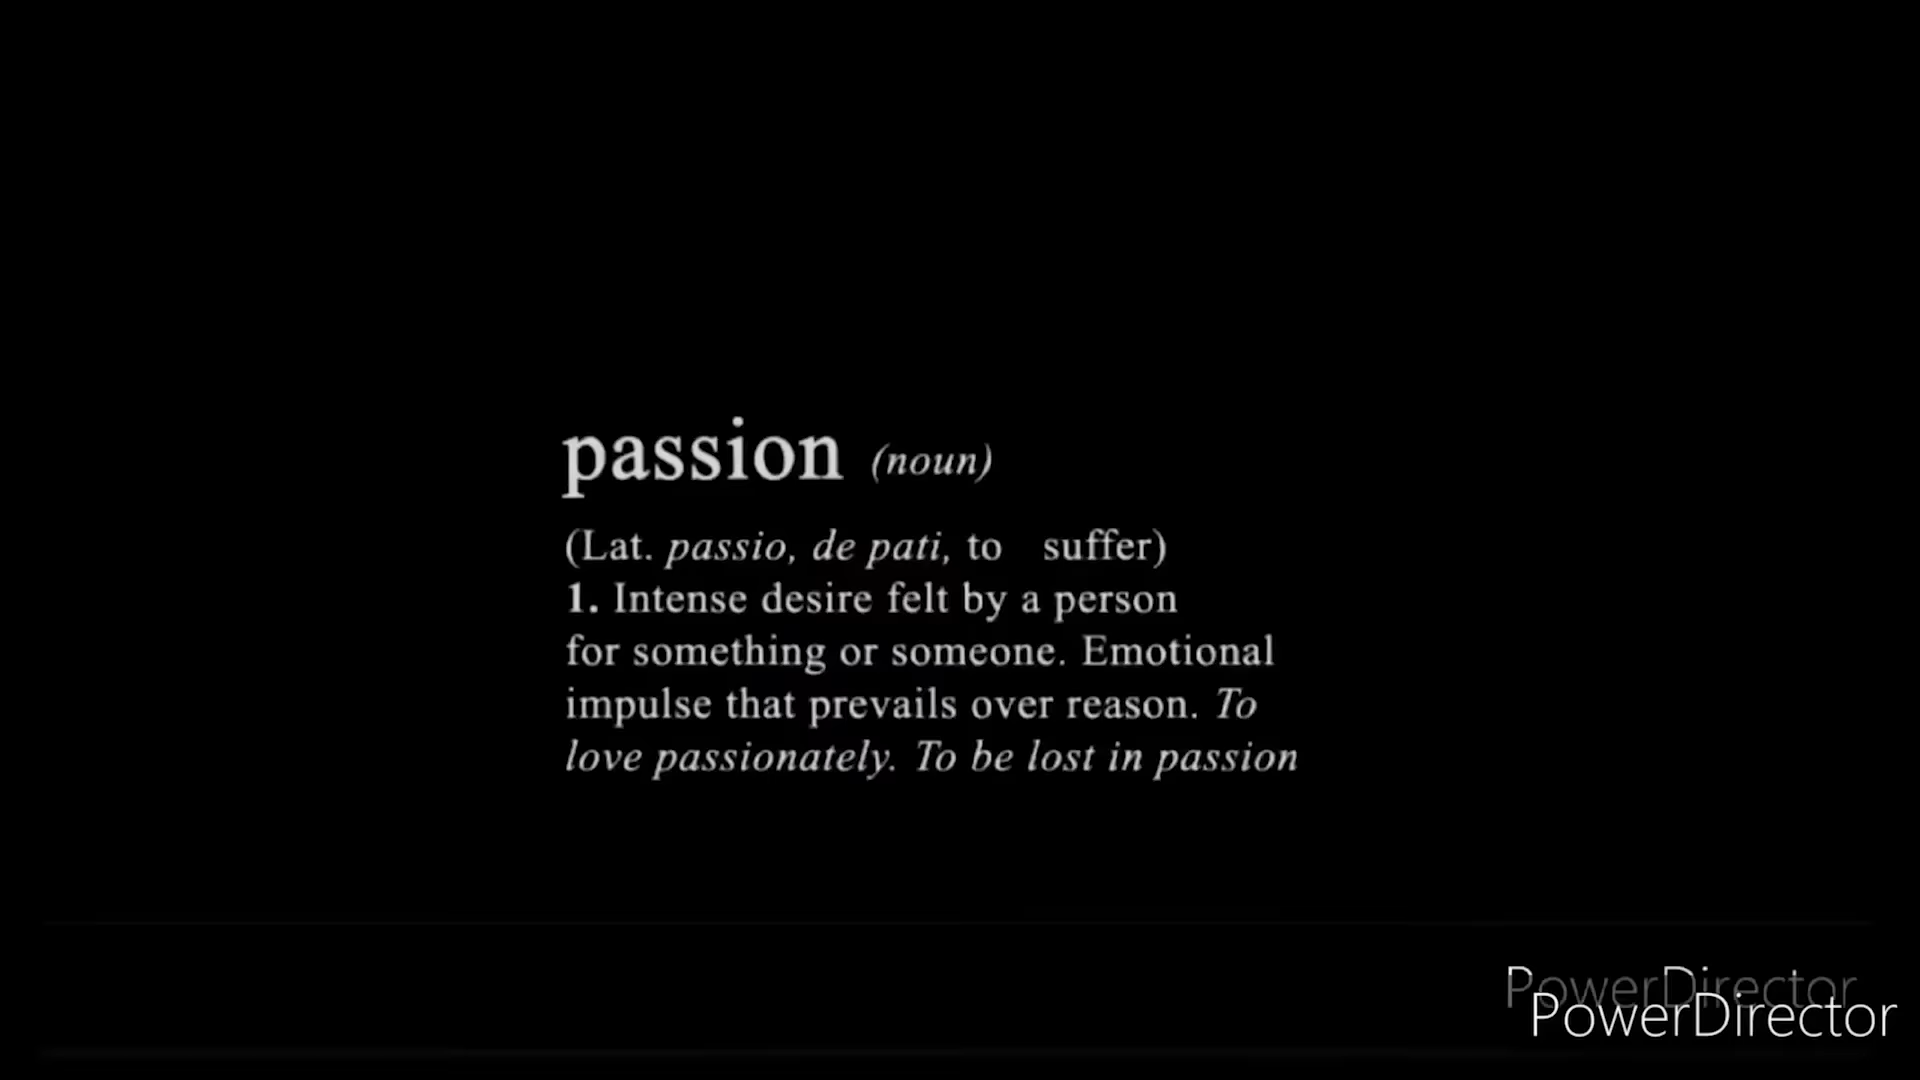 passion (noun)
(Lat. passio, de pati, to suffer)
1. Intense desire felt by a person
for something or someone. Emotional
impulse that prevails over reason. To
love passionately. To be lost in passion
PowerDirector
PowerDirector